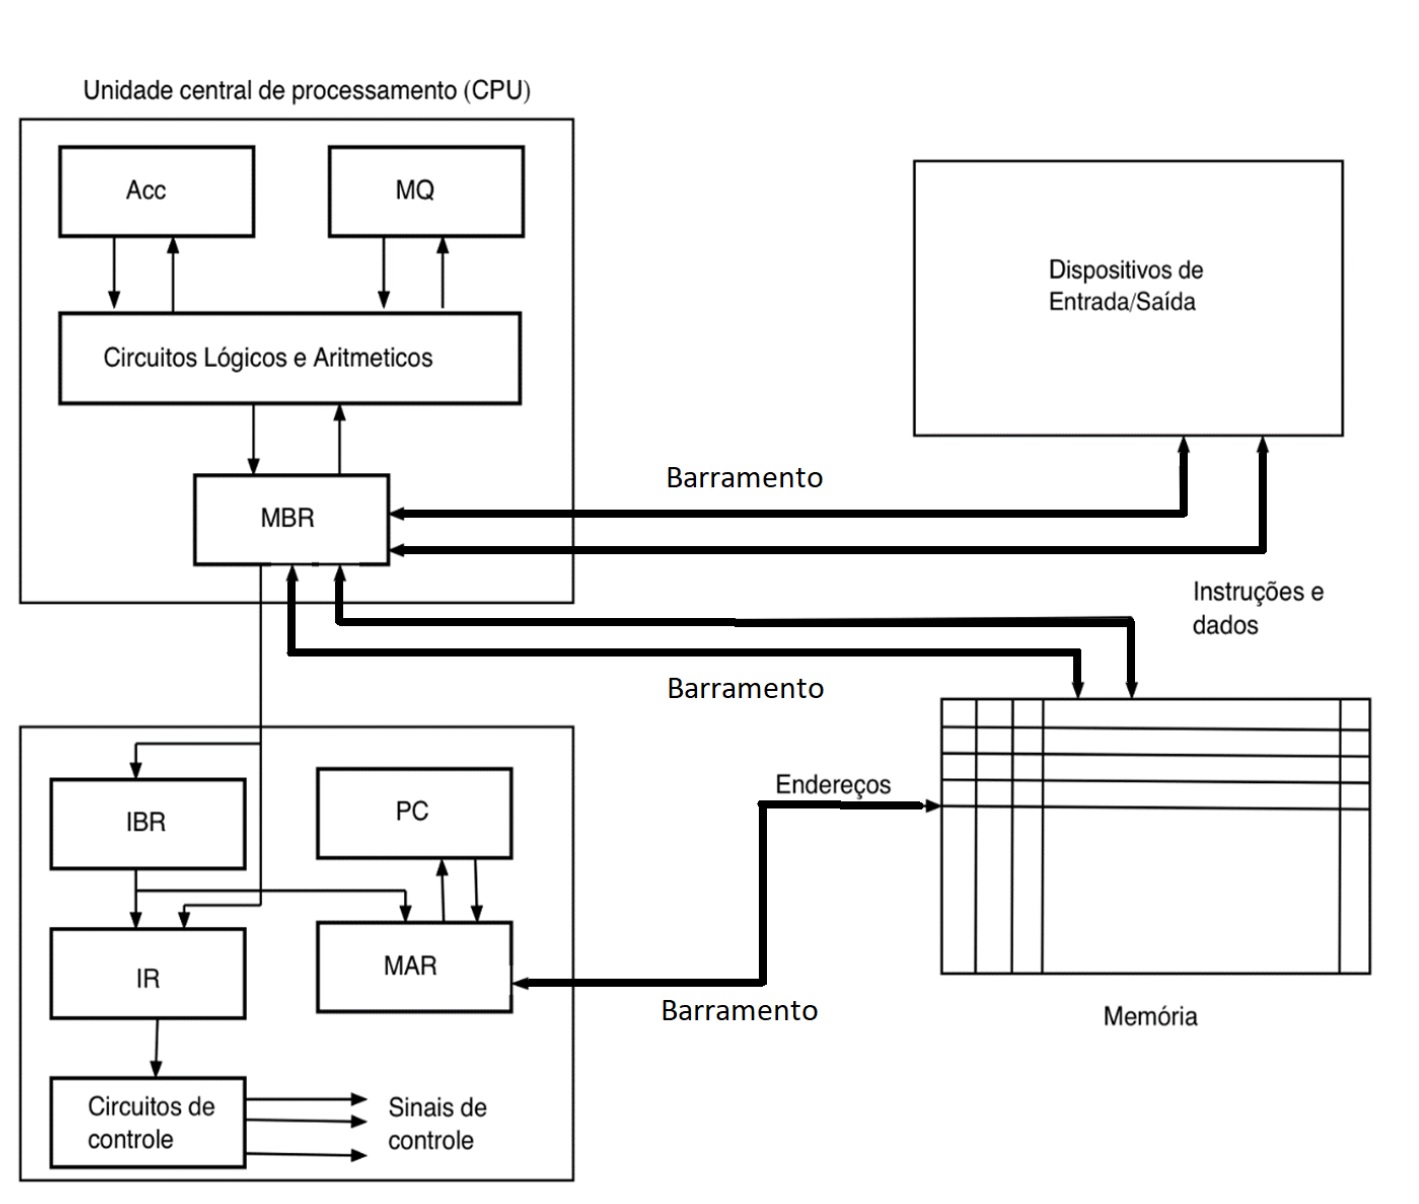 Unidade central de processamento (CPU)
Acc
MQ
Circuitos Lógicos e Aritmeticos
MBR
Dispositivos de
Entrada/Saída
Barramento
Instruções e
dados
Barramento
Endereços
Memória
IBR
PC
IR
MAR
Barramento
Circuitos de
controle
Sinais de
controle